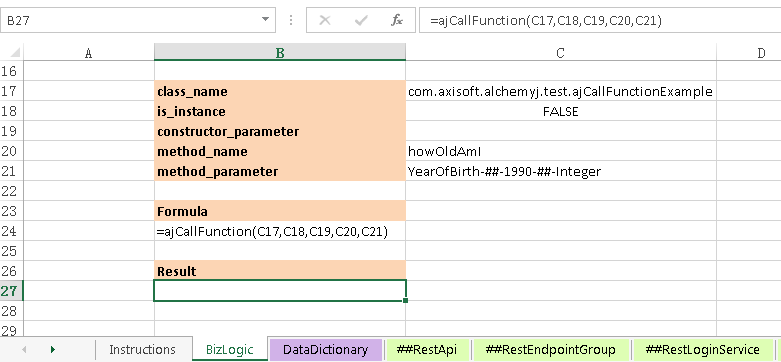 B27 fx =ajCallFunction(C17,C18,C19,C20,C21)
A B C D
16
17 class_name com.axisoft.alchemyj.test.ajCallFunctionExample
18 is_instance FALSE
19 constructor_parameter
20 method_name howOldAmI
21 method_parameter YearOfBirth-##-1990-##-Integer
22
23 Formula
24 =ajCallFunction(C17,C18,C19,C20,C21)
25
26 Result
27
28
29
Instructions BizLogic DataDictionary ##RestApi ##RestEndpointGroup ##RestLoginService